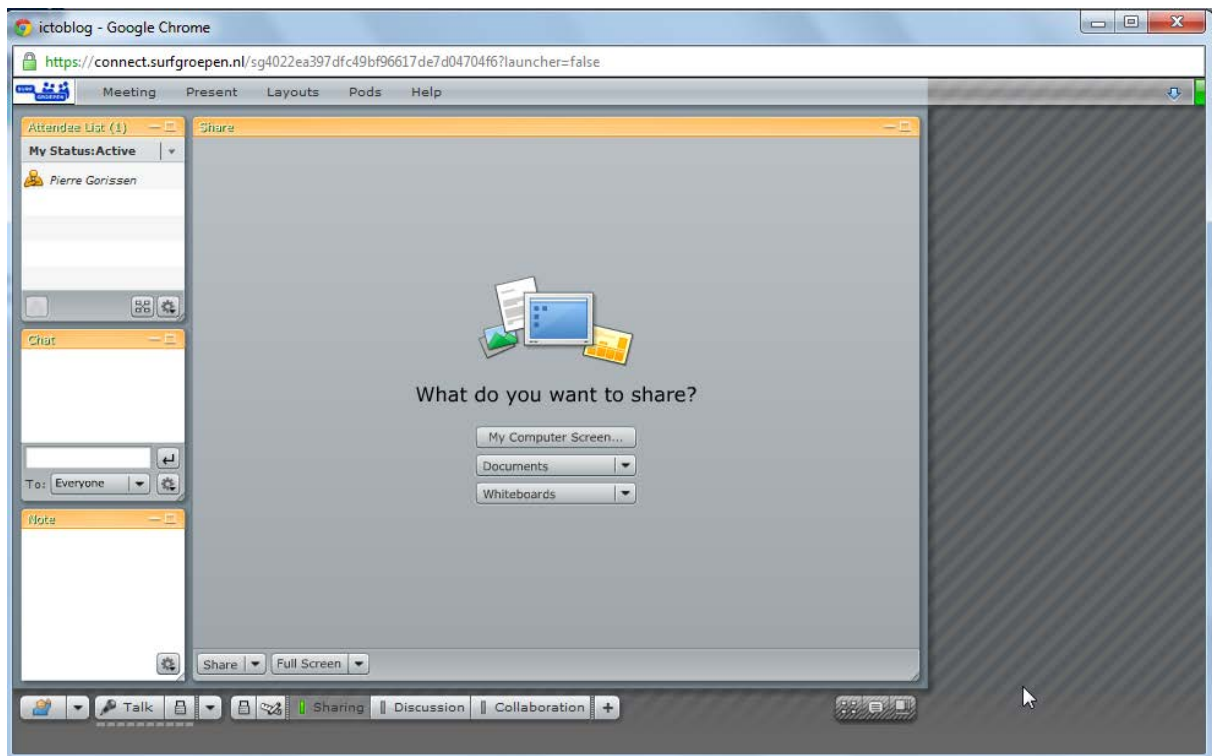 ictoblog - Google Chrome
https://connect.surfgroepen.nl/sg4022ea397dfc49bf96617de7d04704f6?launcher=false
SURF GROEPEN Meeting Present Layouts Pods Help
Attendee List (1)
My Status:Active
Pierre Gorissen
Chat
To: Everyone
Note
Share
What do you want to share?
My Computer Screen...
Documents
Whiteboards
Share Full Screen
Talk Sharing Discussion Collaboration +